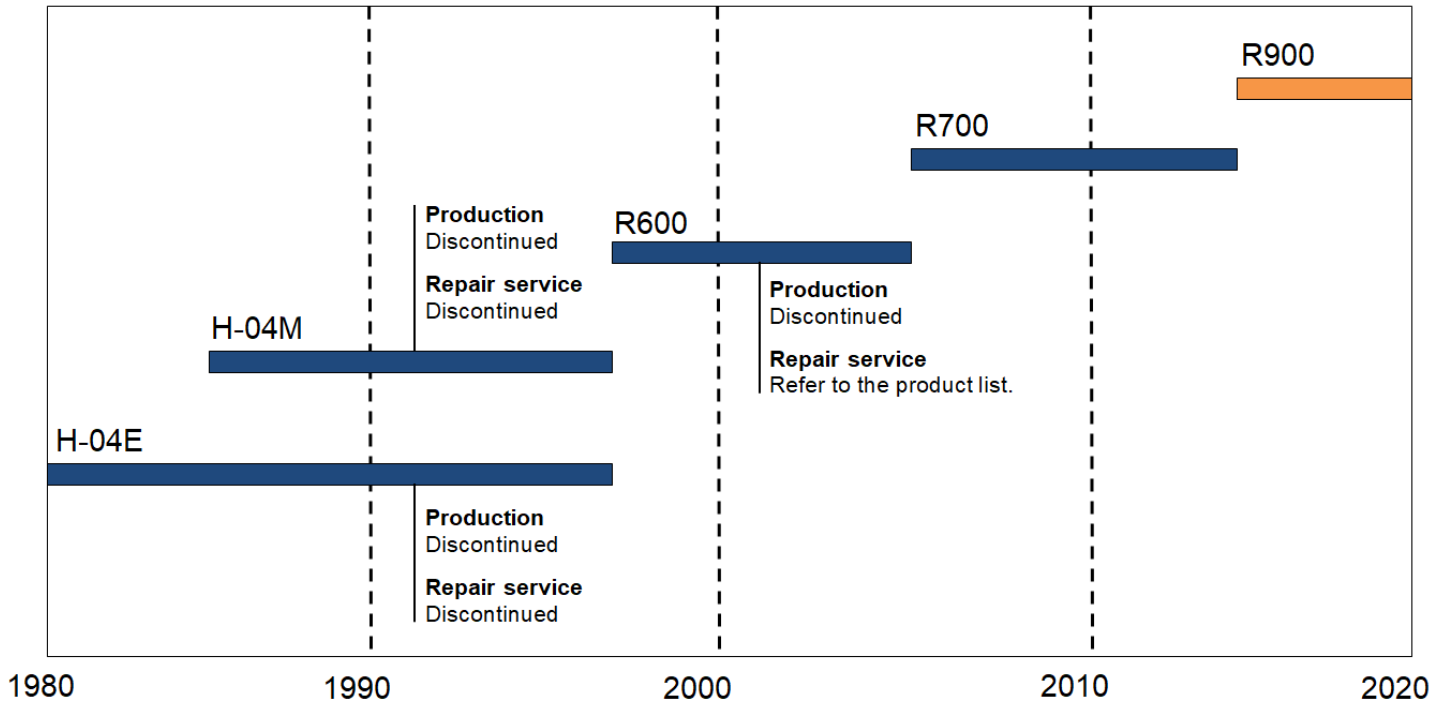 R900
R700
Production
Discontinued
Repair service
Discontinued
R600
Production
Discontinued
Repair service
Refer to the product list.
H-04M
H-04E
Production
Discontinued
Repair service
Discontinued
1980
1990
2000
2010
2020